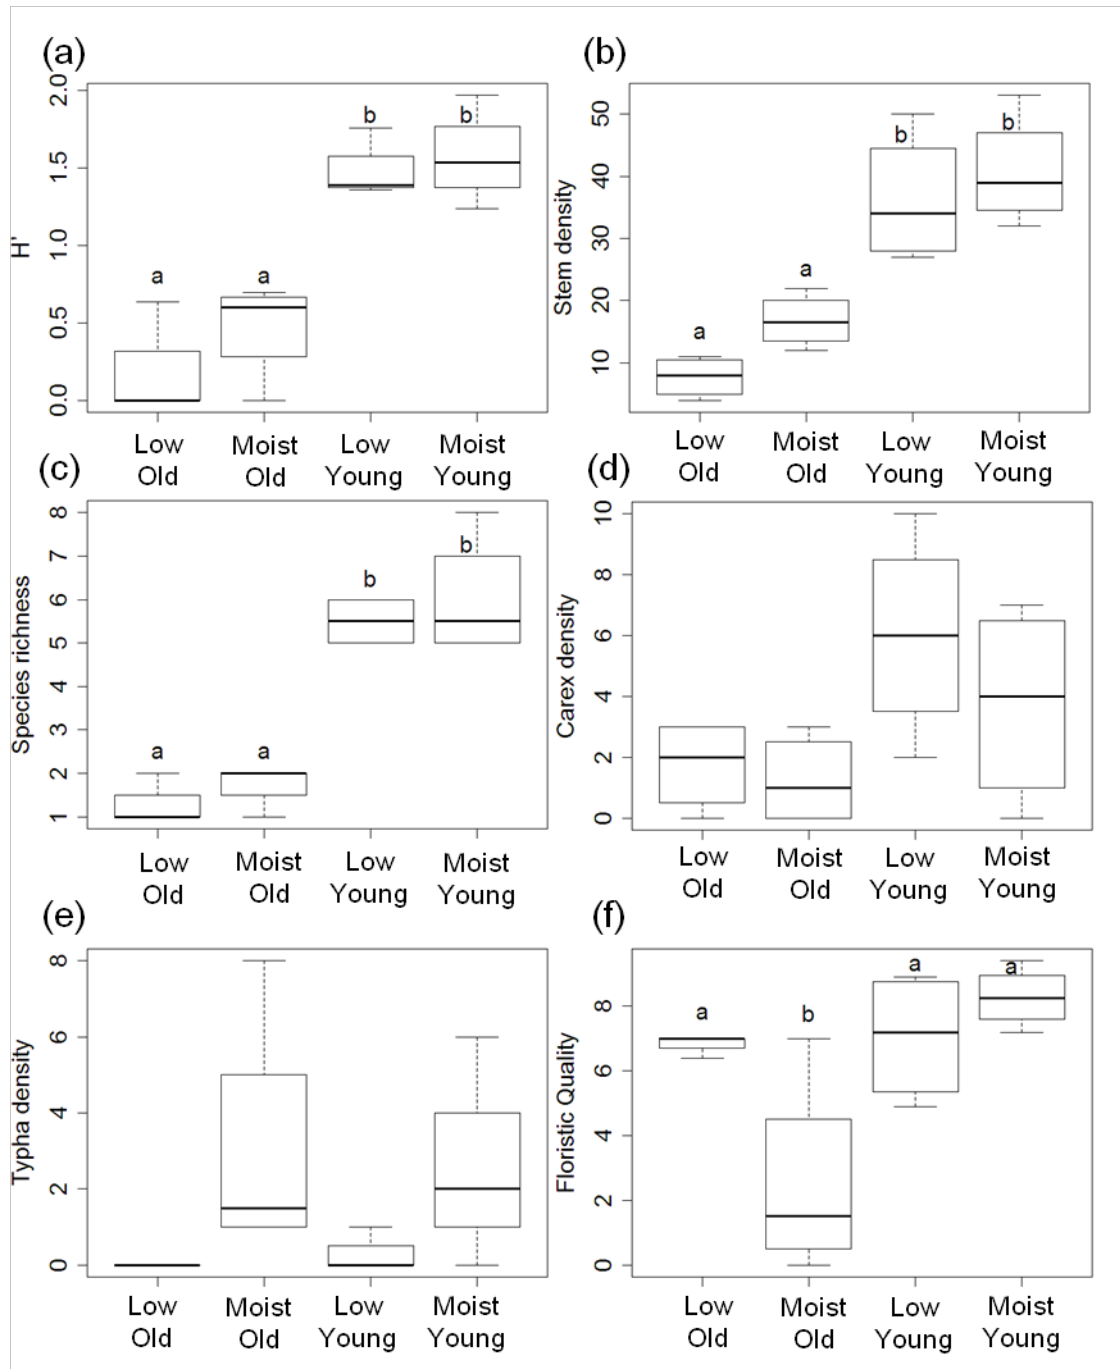 (a)
H'
2.0
1.5
1.0
0.5
0.0
a
a
b
b
Low
Old
Moist
Old
Low
Young
Moist
Young
(b)
Stem density
50
40
30
20
10
a
a
b
b
Low
Old
Moist
Old
Low
Young
Moist
Young
(c)
Species richness
8
7
6
5
4
3
2
1
a
a
b
b
Low
Old
Moist
Old
Low
Young
Moist
Young
(d)
Carex density
10
8
6
4
2
0
Low
Old
Moist
Old
Low
Young
Moist
Young
(e)
Typha density
8
6
4
2
0
Low
Old
Moist
Old
Low
Young
Moist
Young
(f)
Floristic Quality
8
6
4
2
0
a
b
a
a
Low
Old
Moist
Old
Low
Young
Moist
Young